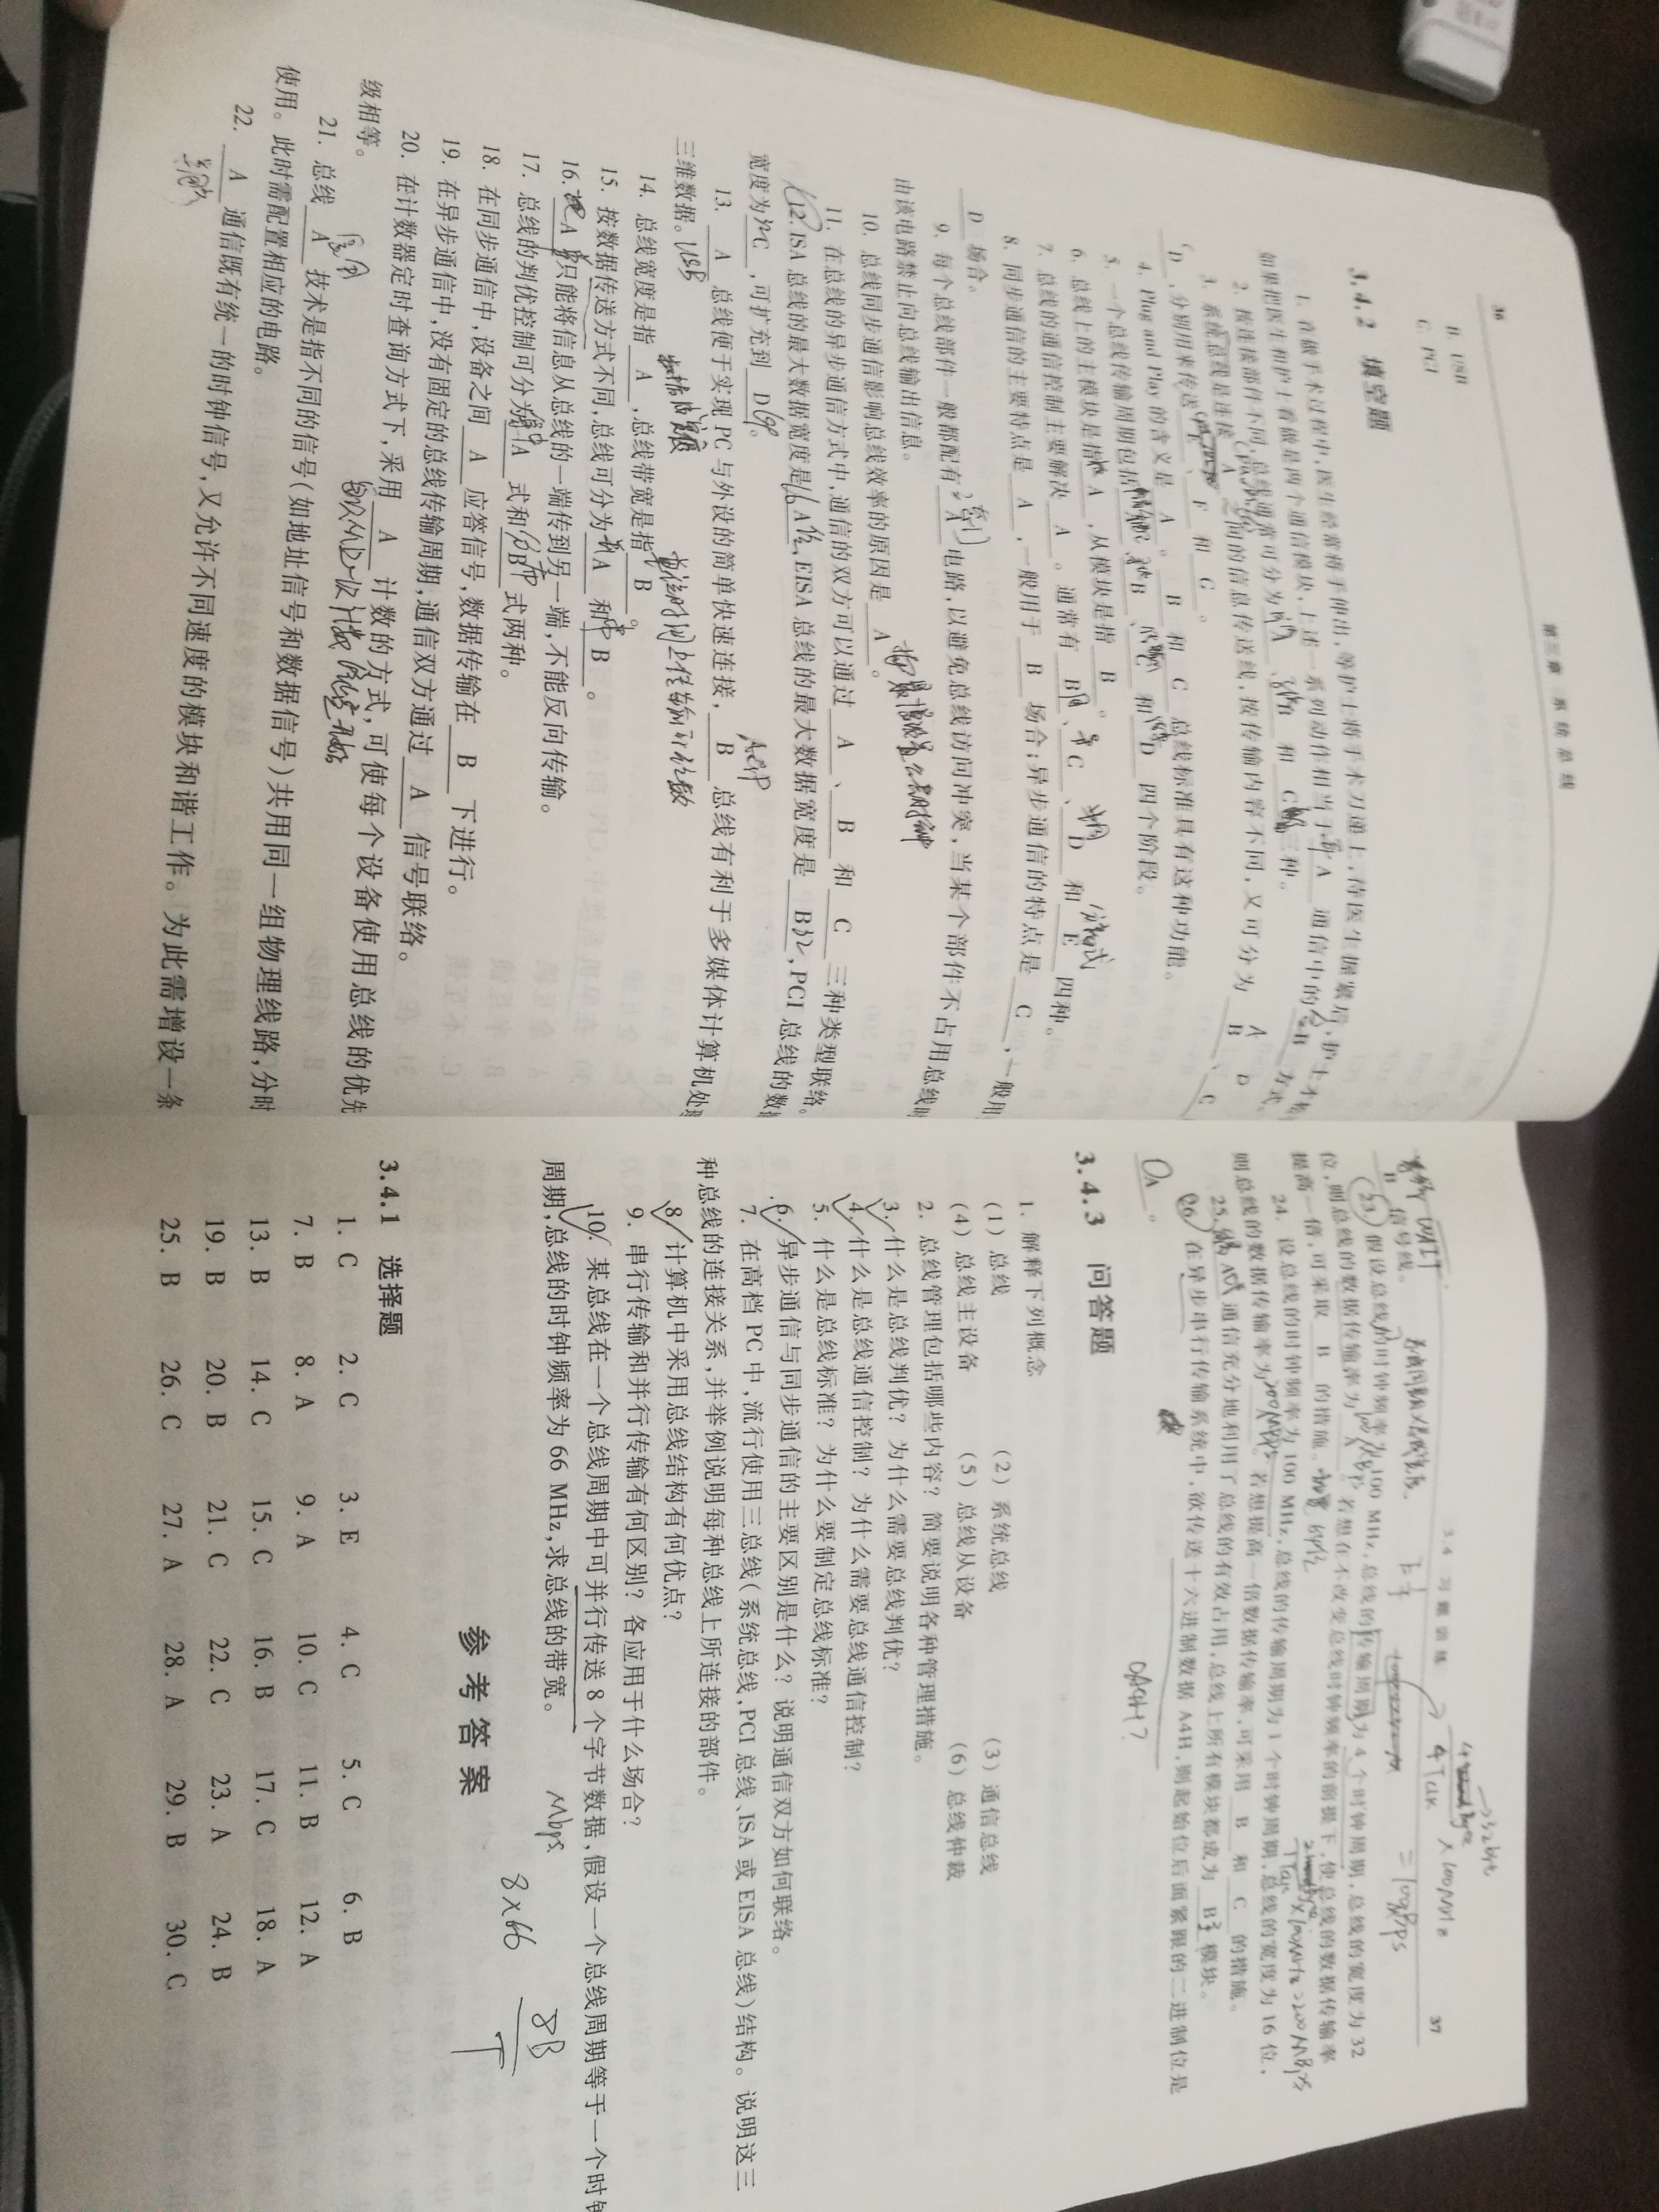 36
第三章 系统总线
B. USB
C. PCI
3.4.2 填空题
1. 在做手术过程中,医生经常将手伸出,等护士将手术刀递上,待医生握紧后,护士才松
如果把医生和护士看做是两个通信模块,上述一系列动作相当于 A 通信中的 B 方式。
2. 按连接部件不同,总线通常可分为 A 、 B 和 C 三种。
3. 系统总线是连接 A 之间的信息传送线,按传输内容不同,又可分为 B 、 C
D ,分别用来传送 E 、 F 和 G 。
4. Plug and Play 的含义是 A 。 B 和 C 总线标准具有这种功能。
5. 一个总线传输周期包括 A 、 B 、 C 和 D 四个阶段。
6. 总线上的主模块是指 A ,从模块是指 B 。
7. 总线的通信控制主要解决 A 。通常有 B 、 C 、 D 和 E 四种。
8. 同步通信的主要特点是 A ,一般用于 B 场合;异步通信的特点是 C ,一般用
D 场合。
9. 每个总线部件一般都配有 A 电路,以避免总线访问冲突,当某个部件不占用总线时
由该电路禁止向总线输出信息。
10. 总线同步通信影响总线效率的原因是 A 。
11. 在总线的异步通信方式中,通信的双方可以通过 A 、 B 和 C 三种类型联络。
12. ISA 总线的最大数据宽度是 A ,EISA 总线的最大数据宽度是 B ,PCI 总线的数据
宽度为 C ,可扩充到 D 。
13. A 总线便于实现 PC 与外设的简单快速连接, B 总线有利于多媒体计算机处理
三维数据。 USB
AGP
14. 总线宽度是指 A ,总线带宽是指 B 。
15. 按数据传送方式不同,总线可分为 A 和 B 。
16. A 只能将信息从总线的一端传到另一端,不能反向传输。
17. 总线的判优控制可分为 A 式和 B 式两种。
18. 在同步通信中,设备之间 A 应答信号,数据传输在 B 下进行。
19. 在异步通信中,没有固定的总线传输周期,通信双方通过 A 信号联络。
20. 在计数器定时查询方式下,采用 A 计数的方式,可使每个设备使用总线的优先
级相等。
21. 总线 A 技术是指不同的信号(如地址信号和数据信号)共用同一组物理线路,分时
使用。此时需配置相应的电路。
22. A 通信既有统一的时钟信号,又允许不同速度的模块和谐工作。为此需增设一条
3.4 习题训练
37
B 信号线。
23. 假设总线的时钟频率为 100 MHz,总线的传输周期为 4 个时钟周期,总线的宽度为 32
位,则总线的数据传输率为 A 。若想在不改变总线时钟频率的前提下,使总线的数据传输率
提高一倍,可采取 B 的措施。
24. 设总线的时钟频率为 100 MHz,总线的传输周期为 1 个时钟周期,总线的宽度为 16 位,
则总线的数据传输率为 A 。若想提高一倍数据传输率,可采用 B 和 C 的措施。
25. A 通信充分地利用了总线的有效占用,总线上所有模块都成为 B 模块。
26. 在异步串行传输系统中,欲传送十六进制数据 A4H,则起始位后面紧跟的二进制位是
A 。
3.4.3 问答题
1. 解释下列概念
(1) 总线 (2) 系统总线 (3) 通信总线
(4) 总线主设备 (5) 总线从设备 (6) 总线仲裁
2. 总线管理包括哪些内容? 简要说明各种管理措施。
3. 什么是总线判优? 为什么需要总线判优?
4. 什么是总线通信控制? 为什么需要总线通信控制?
5. 什么是总线标准? 为什么要制定总线标准?
6. 异步通信与同步通信的主要区别是什么? 说明通信双方如何联络。
7. 在高档 PC 中,流行使用三总线(系统总线,PCI 总线、ISA 或 EISA 总线)结构。说明这三
种总线的连接关系,并举例说明每种总线上所连接的部件。
8. 计算机中采用总线结构有何优点?
9. 串行传输和并行传输有何区别? 各应用于什么场合?
10. 某总线在一个总线周期中可并行传送 8 个字节数据,假设一个总线周期等于一个时钟
周期,总线的时钟频率为 66 MHz,求总线的带宽。
Mbps
8×66
8B
T
参考答案
3.4.1 选择题
1. C 2. C 3. E 4. C 5. C 6. B
7. B 8. A 9. A 10. C 11. B 12. A
13. B 14. C 15. C 16. B 17. C 18. A
19. B 20. B 21. C 22. C 23. A 24. B
25. B 26. C 27. A 28. A 29. B 30. C